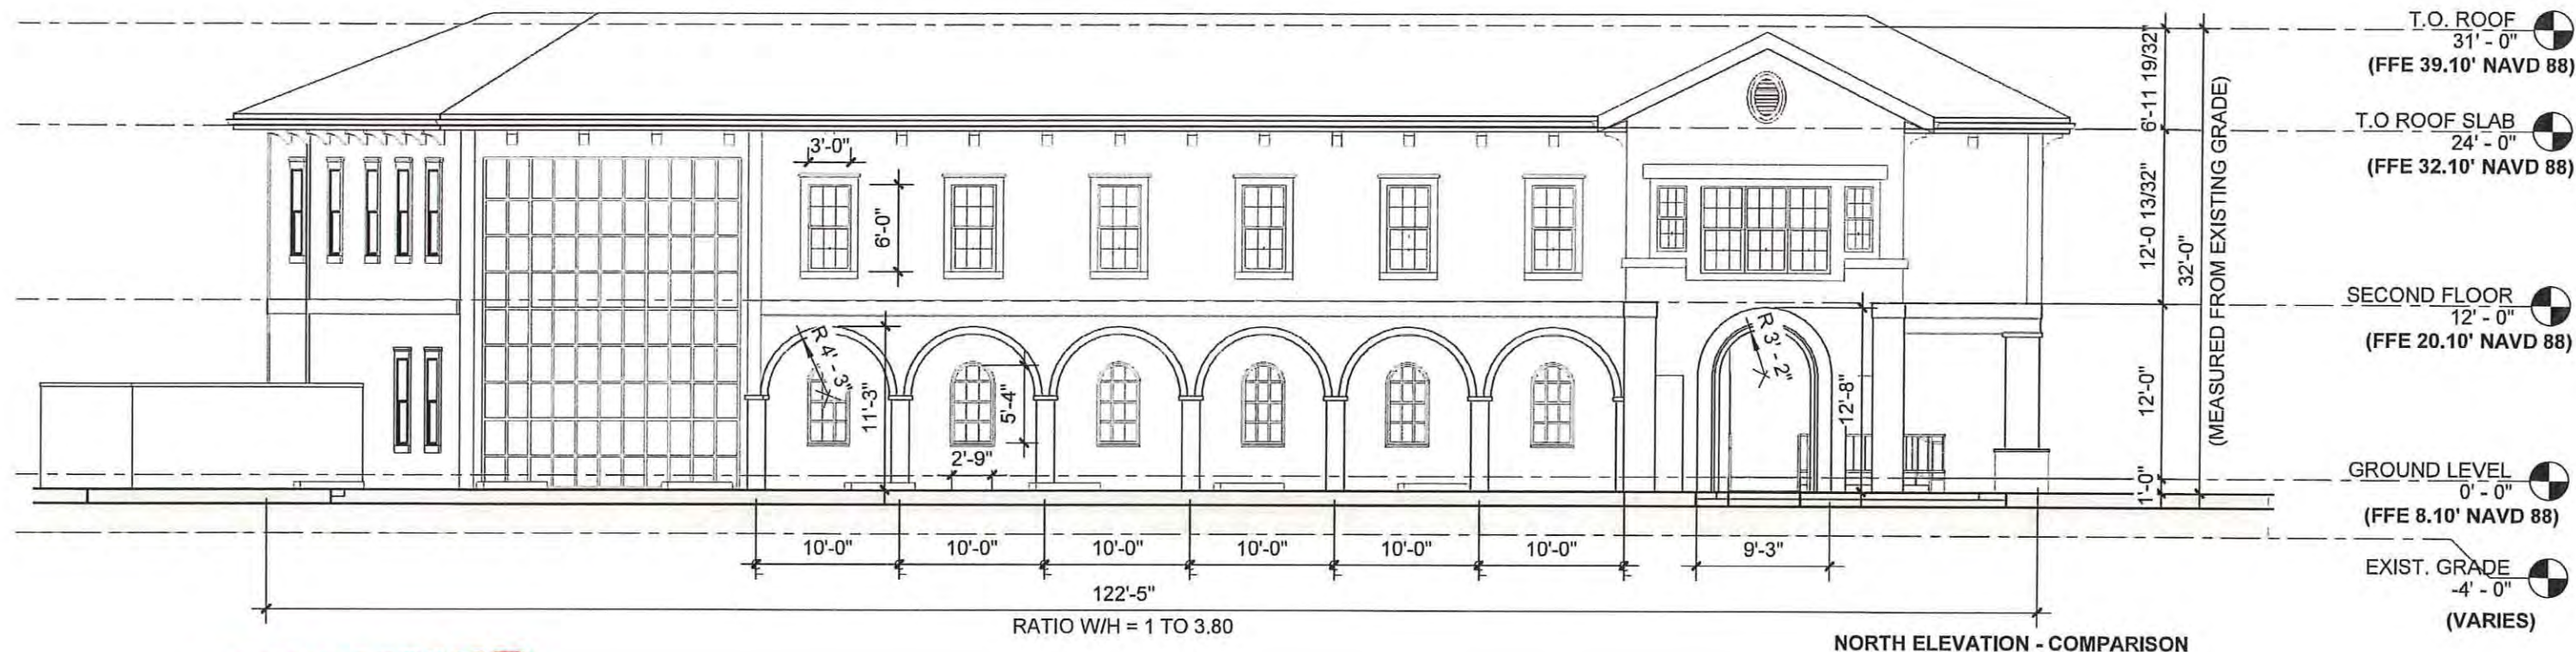 T.O. ROOF
31' - 0"
(FFE 39.10' NAVD 88)
6'-11 19/32"
T.O ROOF SLAB
24' - 0"
(FFE 32.10' NAVD 88)
3'-0"
6'-0"
12'-0 13/32"
32'-0"
(MEASURED FROM EXISTING GRADE)
SECOND FLOOR
12' - 0"
(FFE 20.10' NAVD 88)
R 4' - 3"
11'-3"
5'-4"
2'-9"
R 3' - 2"
12'-8"
12'-0"
1'-0"
GROUND LEVEL
0' - 0"
(FFE 8.10' NAVD 88)
10'-0" 10'-0" 10'-0" 10'-0" 10'-0" 10'-0" 9'-3"
EXIST. GRADE
-4' - 0"
(VARIES)
122'-5"
RATIO W/H = 1 TO 3.80
NORTH ELEVATION - COMPARISON